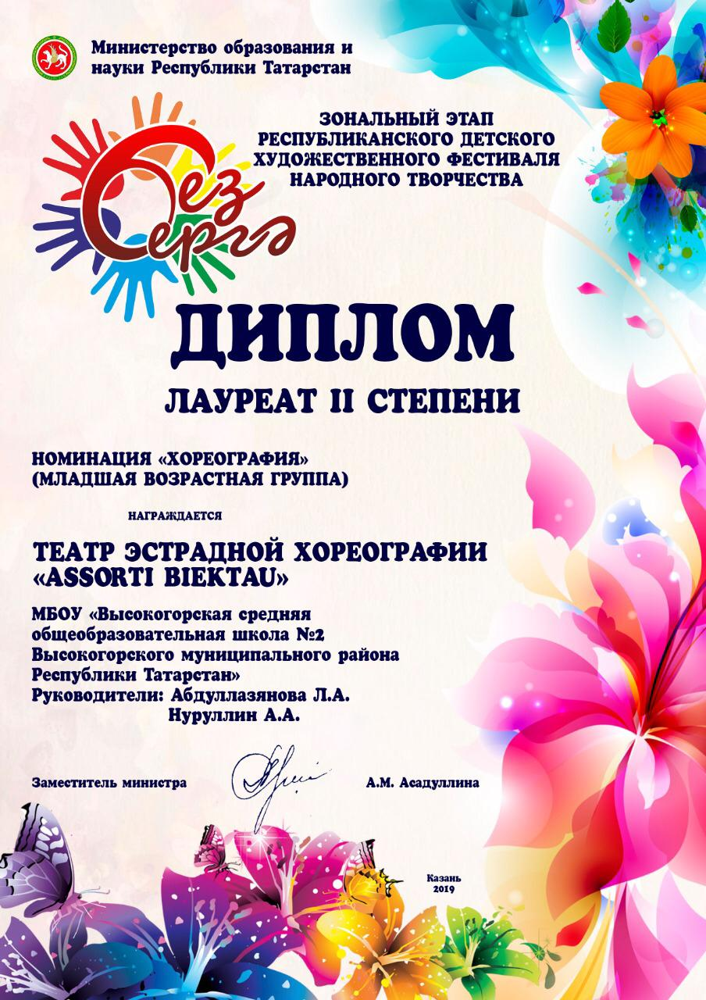 Министерство образования и
науки Республики Татарстан
ЗОНАЛЬНЫЙ ЭТАП
РЕСПУБЛИКАНСКОГО ДЕТСКОГО
ХУДОЖЕСТВЕННОГО ФЕСТИВАЛЯ
НАРОДНОГО ТВОРЧЕСТВА
Без
Бергә
ДИПЛОМ
ЛАУРЕАТ II СТЕПЕНИ
НОМИНАЦИЯ «ХОРЕОГРАФИЯ»
(МЛАДШАЯ ВОЗРАСТНАЯ ГРУППА)
НАГРАЖДАЕТСЯ
ТЕАТР ЭСТРАДНОЙ ХОРЕОГРАФИИ
«ASSORTI BIEKTAU»
МБОУ «Высокогорская средняя
общеобразовательная школа №2
Высокогорского муниципального района
Республики Татарстан»
Руководители: Абдуллазянова Л.А.
Нуруллин А.А.
Заместитель министра А.М. Асадуллина
Казань
2019